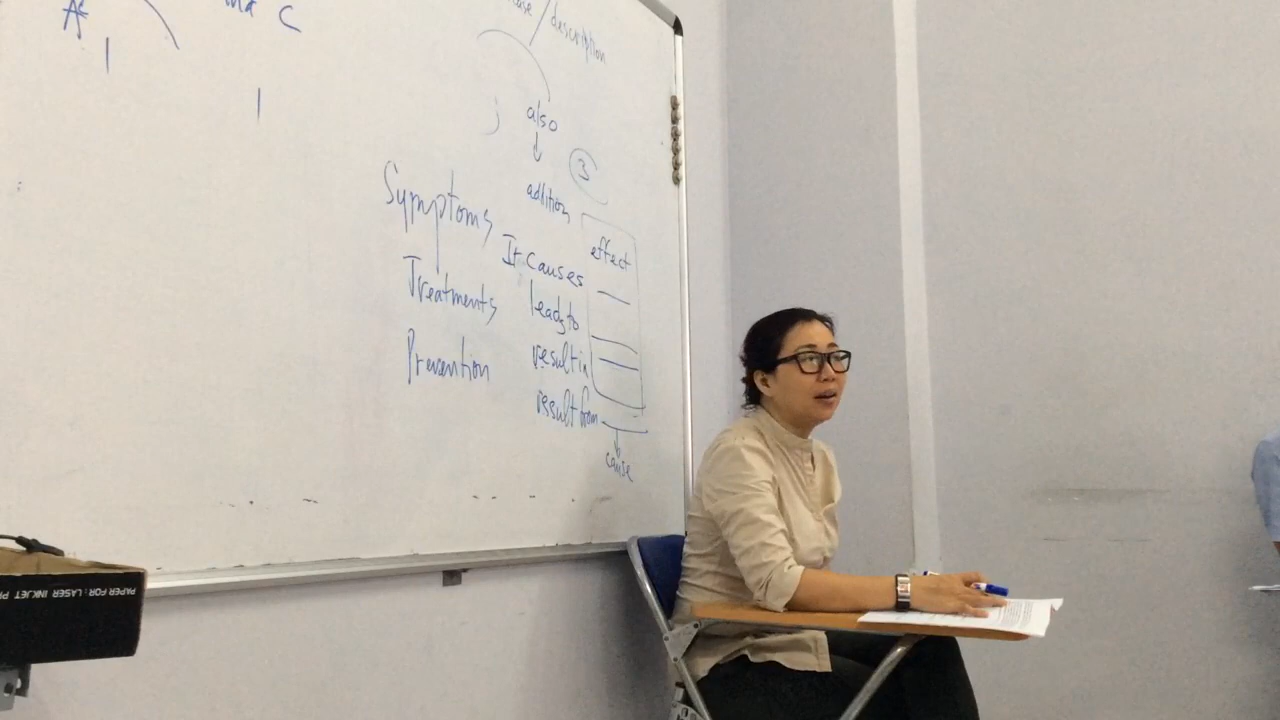 C
/ description
also
↓
addition
3
Symptoms
Treatments
Prevention
It causes
leads to
result in
result from
effect
↓
cause
PAPER FOR : LASER INKJET